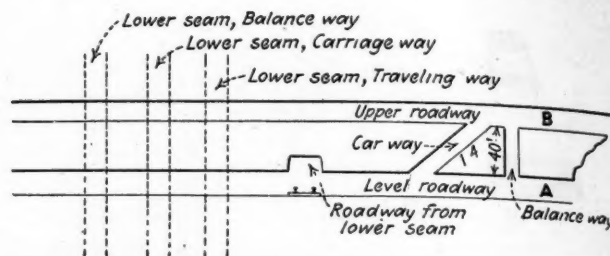 Lower seam, Balance way
Lower seam, Carriage way
Lower seam, Traveling way
Upper roadway
B
Car way
A
40'
Level roadway
A
Roadway from
lower seam
Balance way